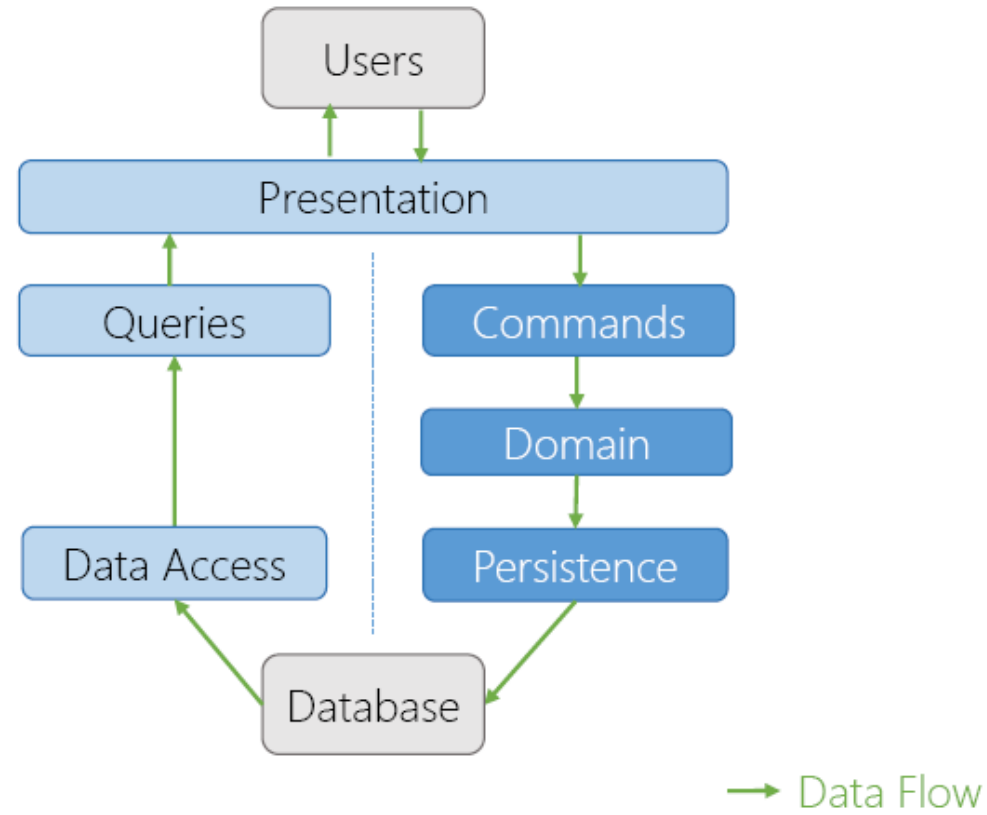 Users
Presentation
Queries
Commands
Domain
Data Access
Persistence
Database
Data Flow